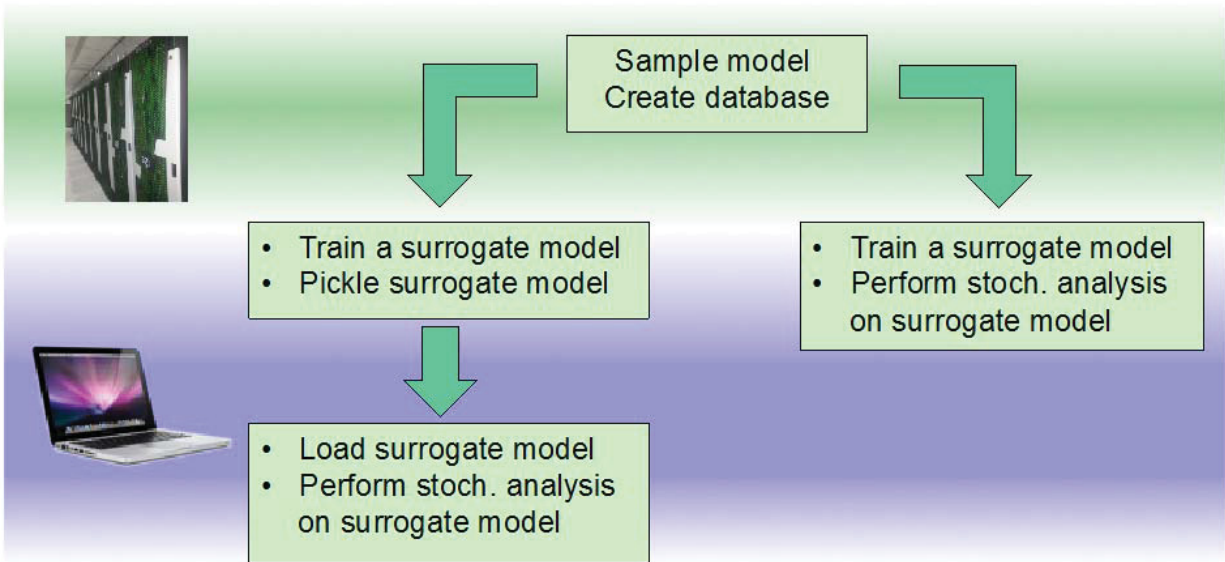 Sample model
Create database
• Train a surrogate model
• Pickle surrogate model
• Train a surrogate model
• Perform stoch. analysis
on surrogate model
• Load surrogate model
• Perform stoch. analysis
on surrogate model